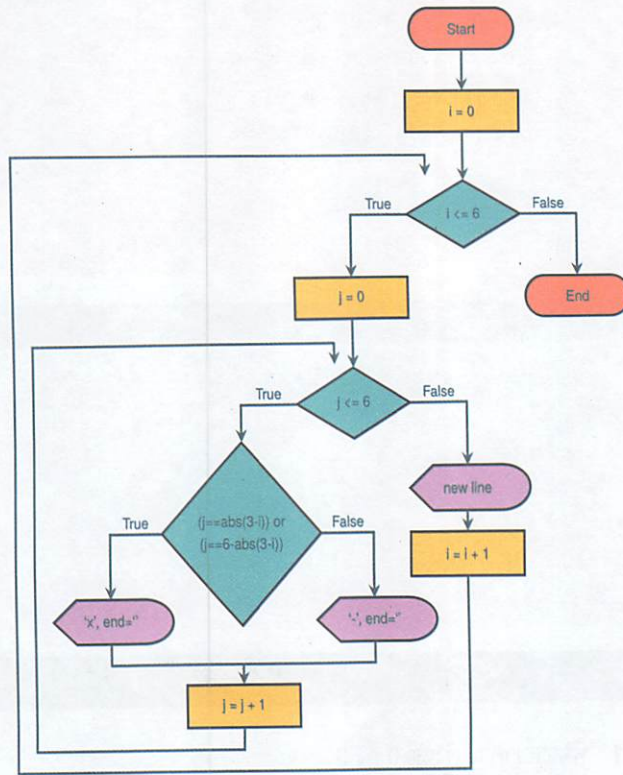 Start
i = 0
True
i <= 6
False
j = 0
End
True
j <= 6
False
new line
True
(j==abs(3-i)) or
(j==6-abs(3-i))
False
i = i + 1
'x', end=''
'-', end=''
j = j + 1